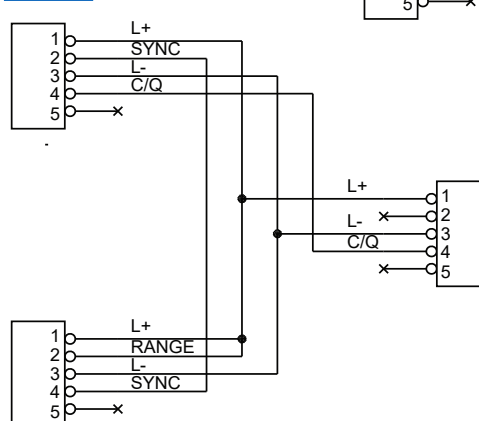 5
1 L+
2 SYNC
3 L-
4 C/Q
5
L+ 1
2
L- 3
C/Q 4
5
1 L+
2 RANGE
3 L-
4 SYNC
5